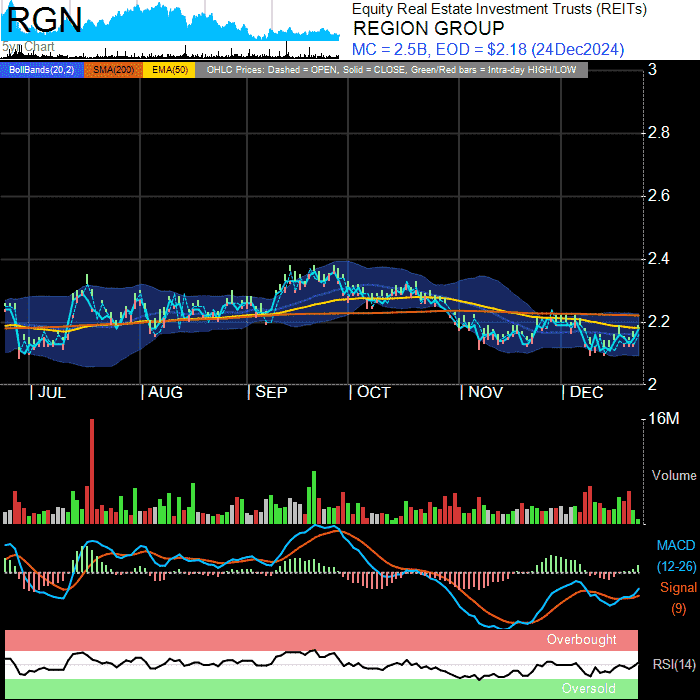 RGN
5yr Chart
Equity Real Estate Investment Trusts (REITs)
REGION GROUP
MC = 2.5B, EOD = $2.18 (24Dec2024)
BollBands(20,2) SMA(200) EMA(50) OHLC Prices: Dashed = OPEN, Solid = CLOSE, Green/Red bars = Intra-day HIGH/LOW
3
2.8
2.6
2.4
2.2
2
JUL AUG SEP OCT NOV DEC
16M
Volume
MACD
(12-26)
Signal
(9)
Overbought
RSI(14)
Oversold